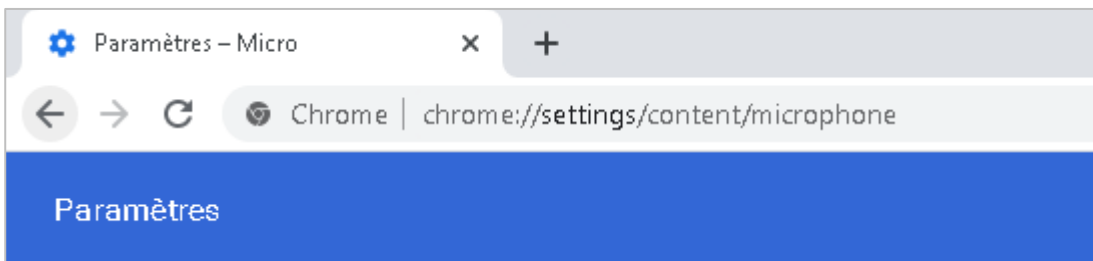 Paramètres – Micro
Chrome | chrome://settings/content/microphone
Paramètres